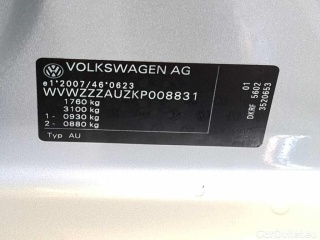 VOLKSWAGEN AG
e1*2007/46*0623
WVWZZZAUZKP008831
1760 kg
3100 kg
1 - 0930 kg
2 - 0880 kg
Typ AU
01
DKRF 5602
3520653